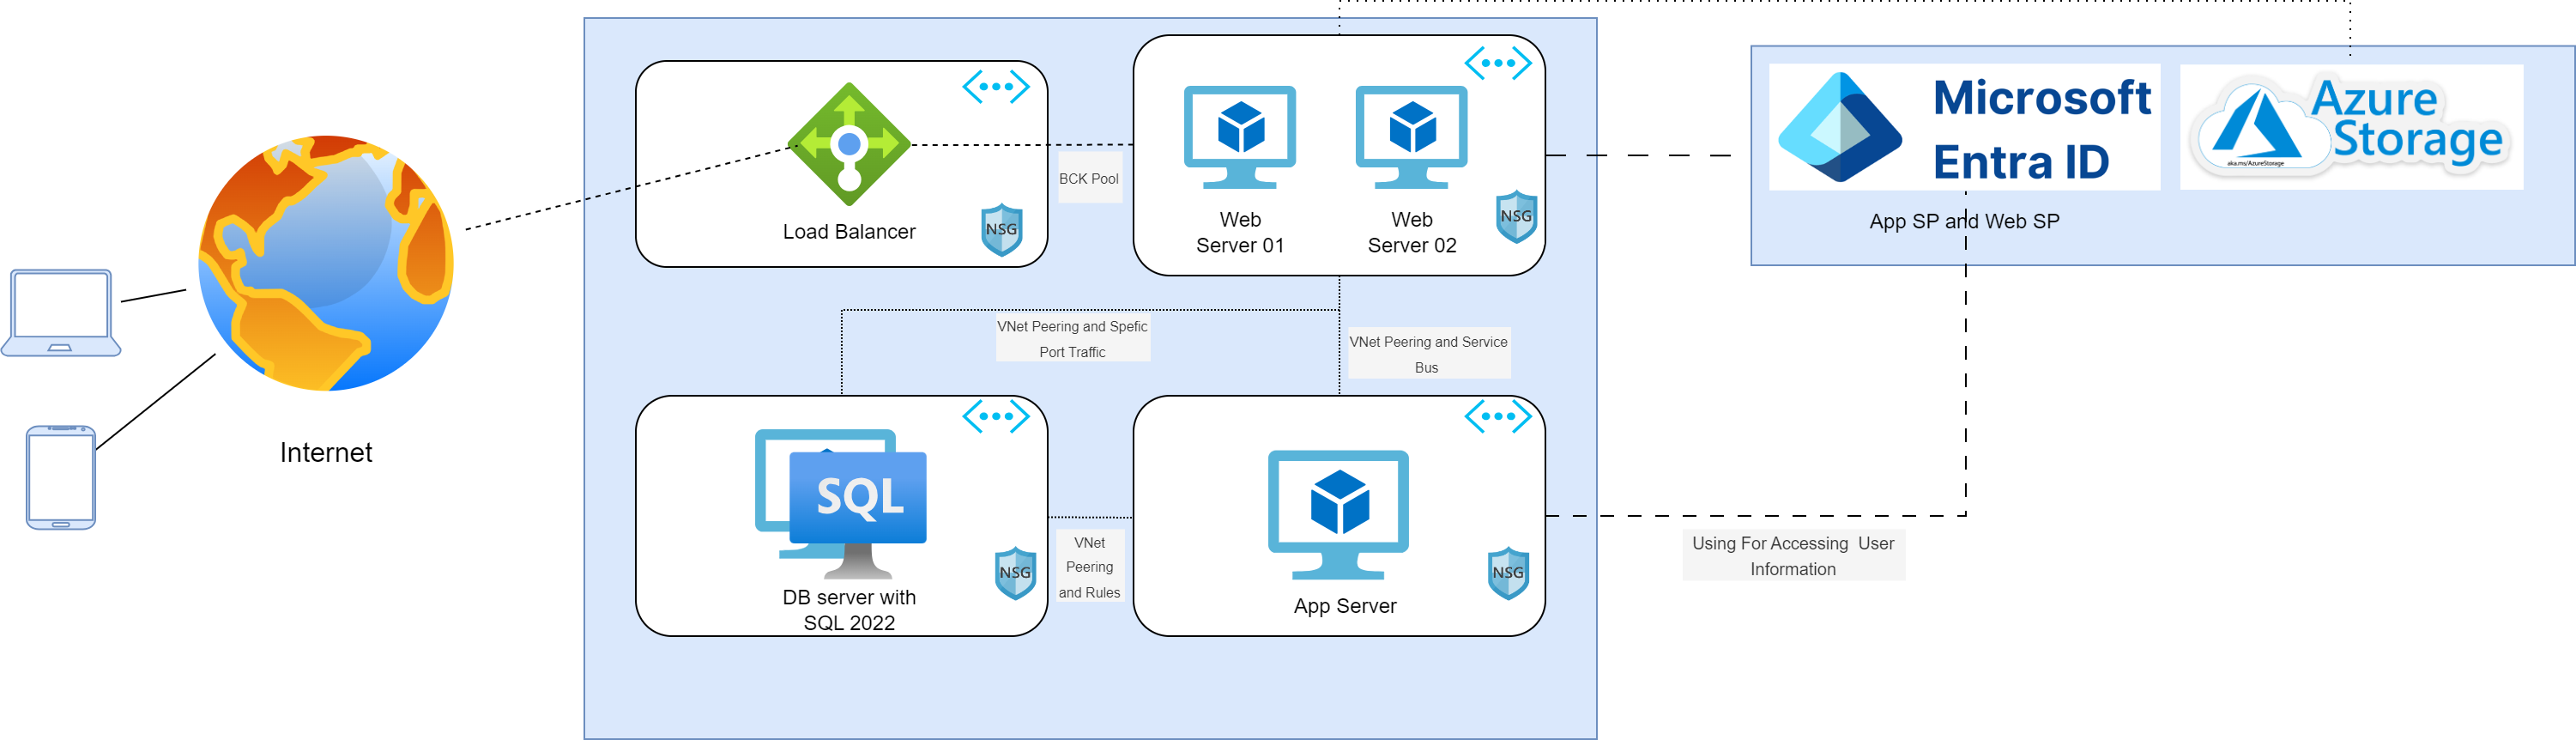 Internet
Load Balancer
NSG
BCK Pool
Web
Server 01
Web
Server 02
NSG
Microsoft
Entra ID
Azure
Storage
aka.ms/AzureStorage
App SP and Web SP
VNet Peering and Spefic
Port Traffic
VNet Peering and Service
Bus
SQL
DB server with
SQL 2022
NSG
VNet
Peering
and Rules
App Server
NSG
Using For Accessing  User
Information